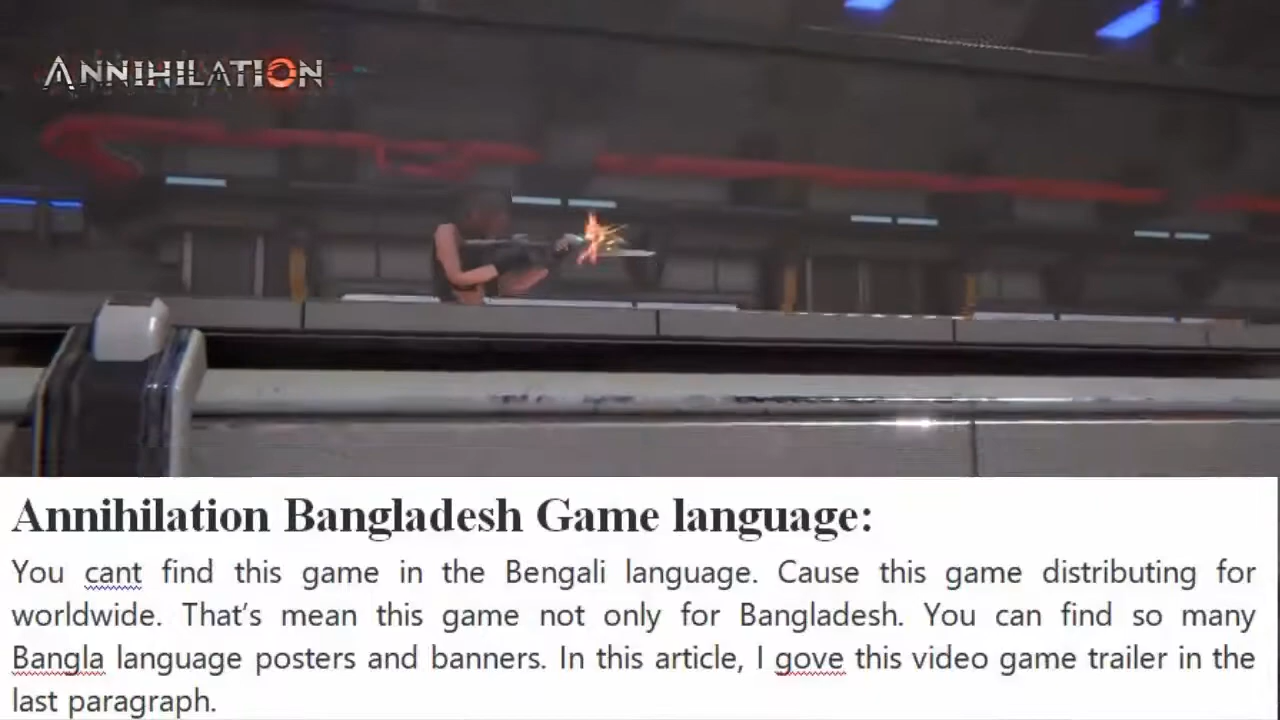 ANNIHILATION
Annihilation Bangladesh Game language:
You cant find this game in the Bengali language. Cause this game distributing for
worldwide. That’s mean this game not only for Bangladesh. You can find so many
Bangla language posters and banners. In this article, I gove this video game trailer in the
last paragraph.